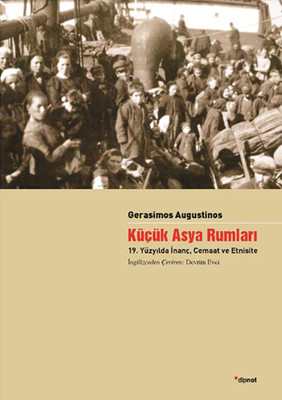 Gerasimos Augustinos
Küçük Asya Rumları
19. Yüzyılda İnanç, Cemaat ve Etnisite
İngilizceden Çeviren: Devrim Evci
dipnot